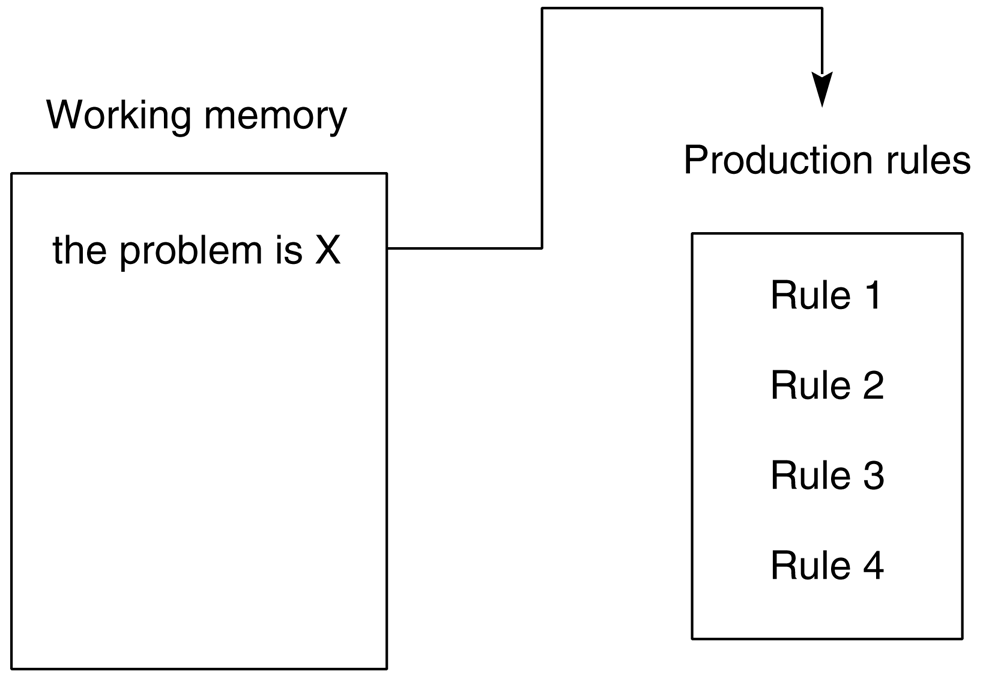 Working memory
the problem is X
Production rules
Rule 1
Rule 2
Rule 3
Rule 4